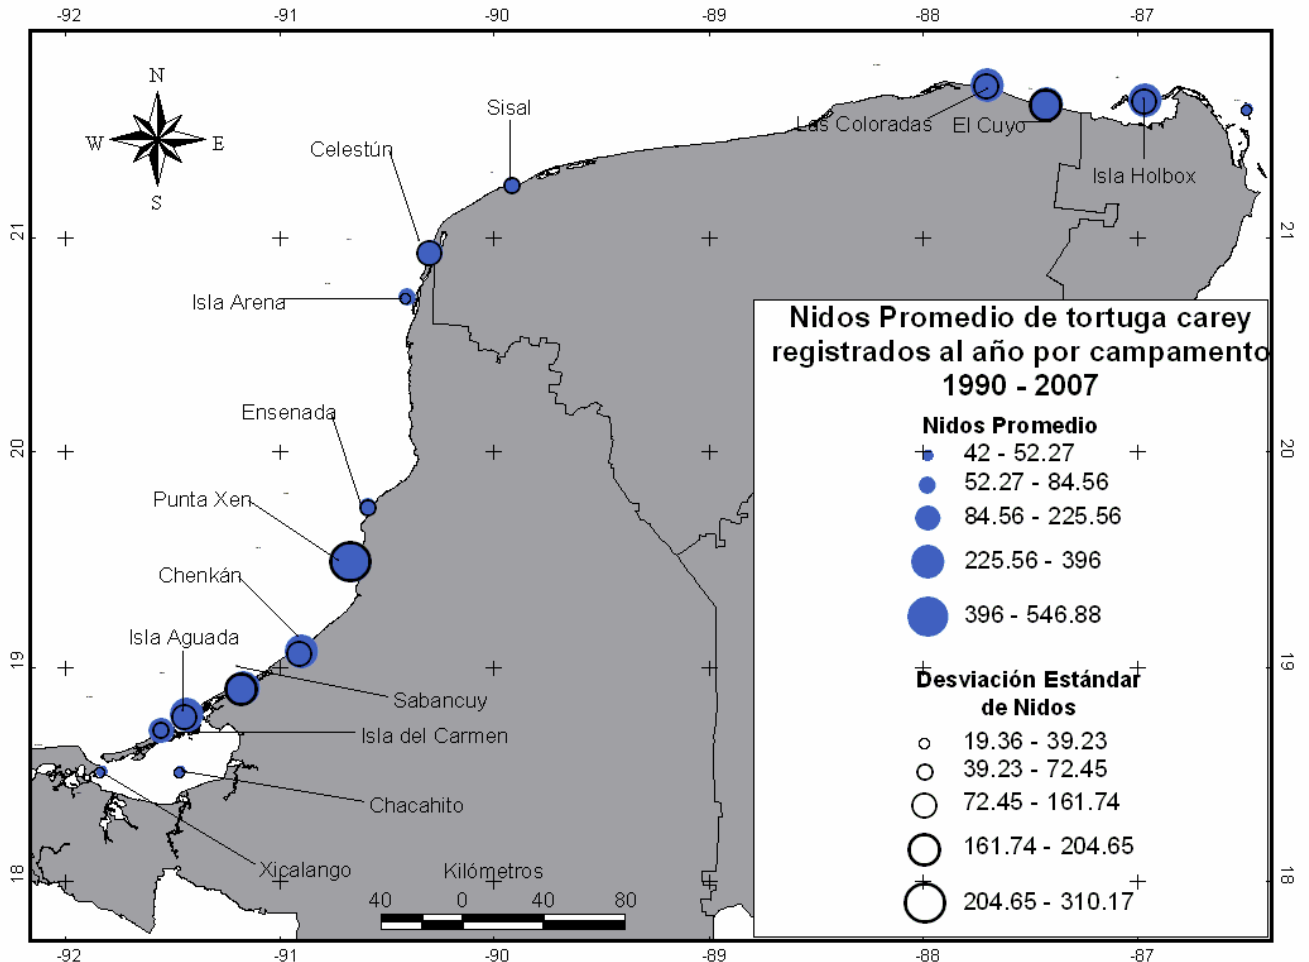 -92 -91 -90 -89 -88 -87
N
W E
S
Sisal
Celestún
Las Coloradas
El Cuyo
Isla Holbox
21 21
Isla Arena
Nidos Promedio de tortuga carey
registrados al año por campamento
1990 - 2007
Ensenada
Nidos Promedio
20 20
42 - 52.27
52.27 - 84.56
84.56 - 225.56
225.56 - 396
396 - 546.88
Punta Xen
Chenkán
Isla Aguada
19 19
Sabancuy
Isla del Carmen
Chacahito
Xicalango
Desviación Estándar
de Nidos
19.36 - 39.23
39.23 - 72.45
72.45 - 161.74
161.74 - 204.65
204.65 - 310.17
18 18
Kilómetros
40 0 40 80
-92 -91 -90 -89 -88 -87